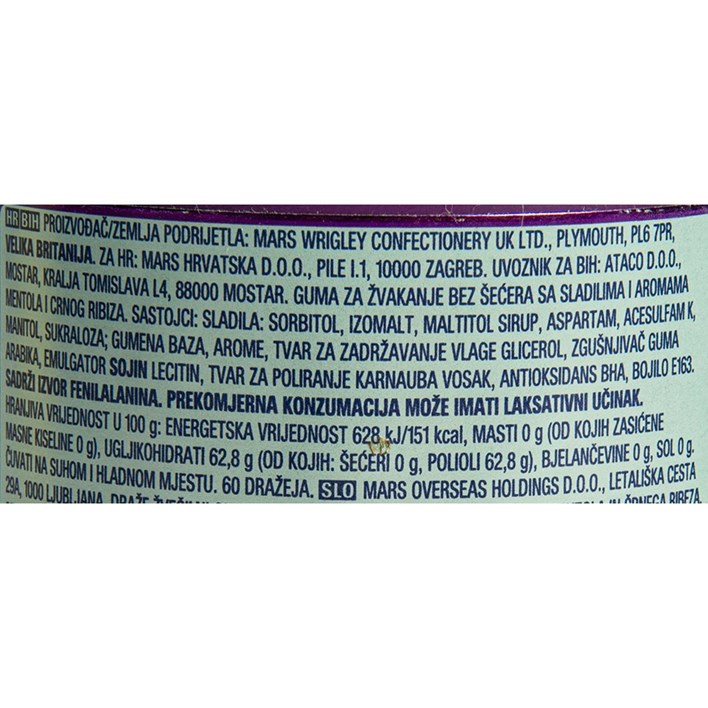 HR BIH PROIZVOĐAČ/ZEMLJA PODRIJETLA: MARS WRIGLEY CONFECTIONERY UK LTD., PLYMOUTH, PL6 7PR,
VELIKA BRITANIJA. ZA HR: MARS HRVATSKA D.O.O., PILE I.1, 10000 ZAGREB. UVOZNIK ZA BIH: ATACO D.O.O.,
MOSTAR, KRALJA TOMISLAVA L4, 88000 MOSTAR. GUMA ZA ŽVAKANJE BEZ ŠEĆERA SA SLADILIMA I AROMAMA
MENTOLA I CRNOG RIBIZA. SASTOJCI: SLADILA: SORBITOL, IZOMALT, MALTITOL SIRUP, ASPARTAM, ACESULFAM K,
MANITOL, SUKRALOZA; GUMENA BAZA, AROME, TVAR ZA ZADRŽAVANJE VLAGE GLICEROL, ZGUŠNJIVAČ GUMA
ARABIKA, EMULGATOR SOJIN LECITIN, TVAR ZA POLIRANJE KARNAUBA VOSAK, ANTIOKSIDANS BHA, BOJILO E163.
SADRŽI IZVOR FENILALANINA. PREKOMJERNA KONZUMACIJA MOŽE IMATI LAKSATIVNI UČINAK.
HRANJIVA VRIJEDNOST U 100 g: ENERGETSKA VRIJEDNOST 628 kJ/151 kcal, MASTI 0 g (OD KOJIH ZASIĆENE
MASNE KISELINE 0 g), UGLJIKOHIDRATI 62,8 g (OD KOJIH: ŠEĆERI 0 g, POLIOLI 62,8 g), BJELANČEVINE 0 g, SOL 0 g.
ČUVATI NA SUHOM I HLADNOM MJESTU. 60 DRAŽEJA. SLO MARS OVERSEAS HOLDINGS D.O.O., LETALIŠKA CESTA
29A, 1000 LJUBLJANA. DRAŽE IN ČRNEGA RIBEZA